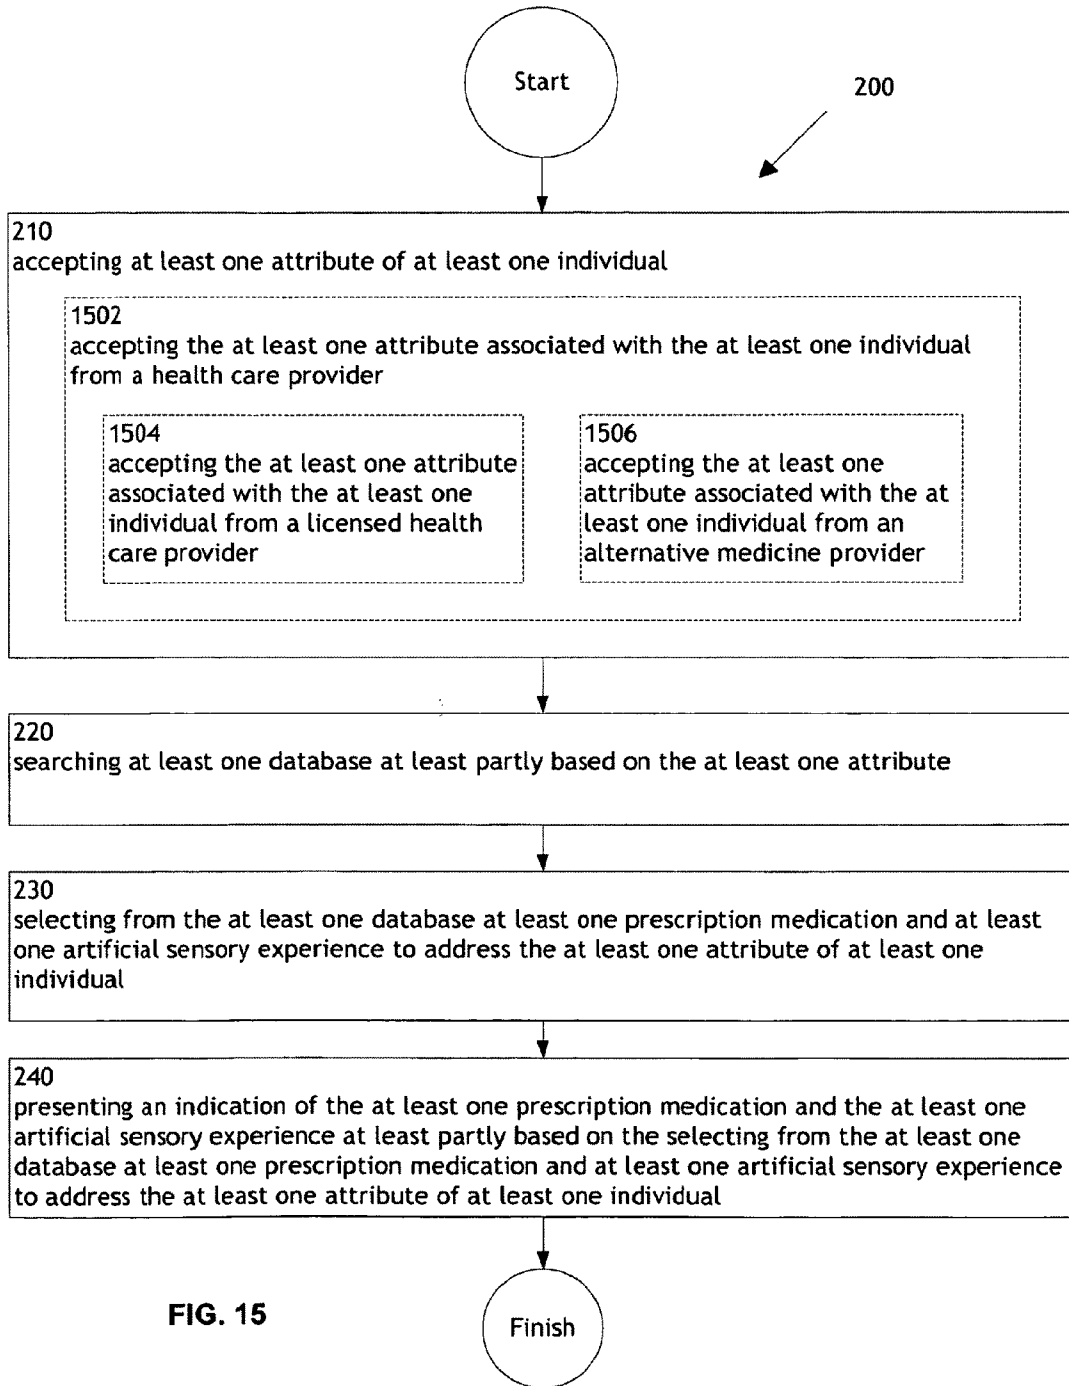 Start
200
210
accepting at least one attribute of at least one individual
1502
accepting the at least one attribute associated with the at least one individual
from a health care provider
1504
accepting the at least one attribute
associated with the at least one
individual from a licensed health
care provider
1506
accepting the at least one
attribute associated with the at
least one individual from an
alternative medicine provider
220
searching at least one database at least partly based on the at least one attribute
230
selecting from the at least one database at least one prescription medication and at least
one artificial sensory experience to address the at least one attribute of at least one
individual
240
presenting an indication of the at least one prescription medication and the at least one
artificial sensory experience at least partly based on the selecting from the at least one
database at least one prescription medication and at least one artificial sensory experience
to address the at least one attribute of at least one individual
FIG. 15
Finish